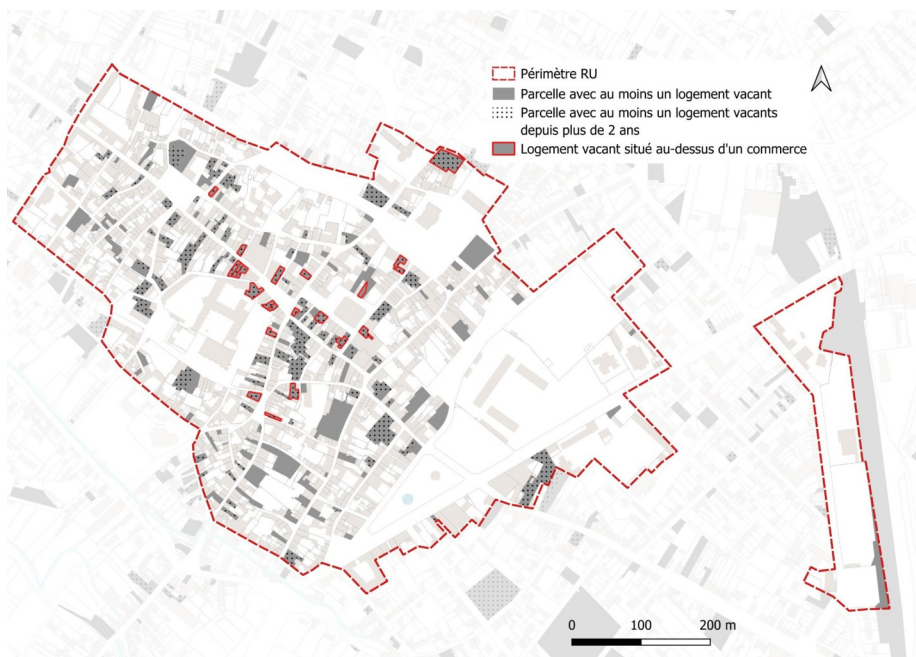 Périmètre RU
Parcelle avec au moins un logement vacant
Parcelle avec au moins un logement vacants
depuis plus de 2 ans
Logement vacant situé au-dessus d'un commerce
0 100 200 m